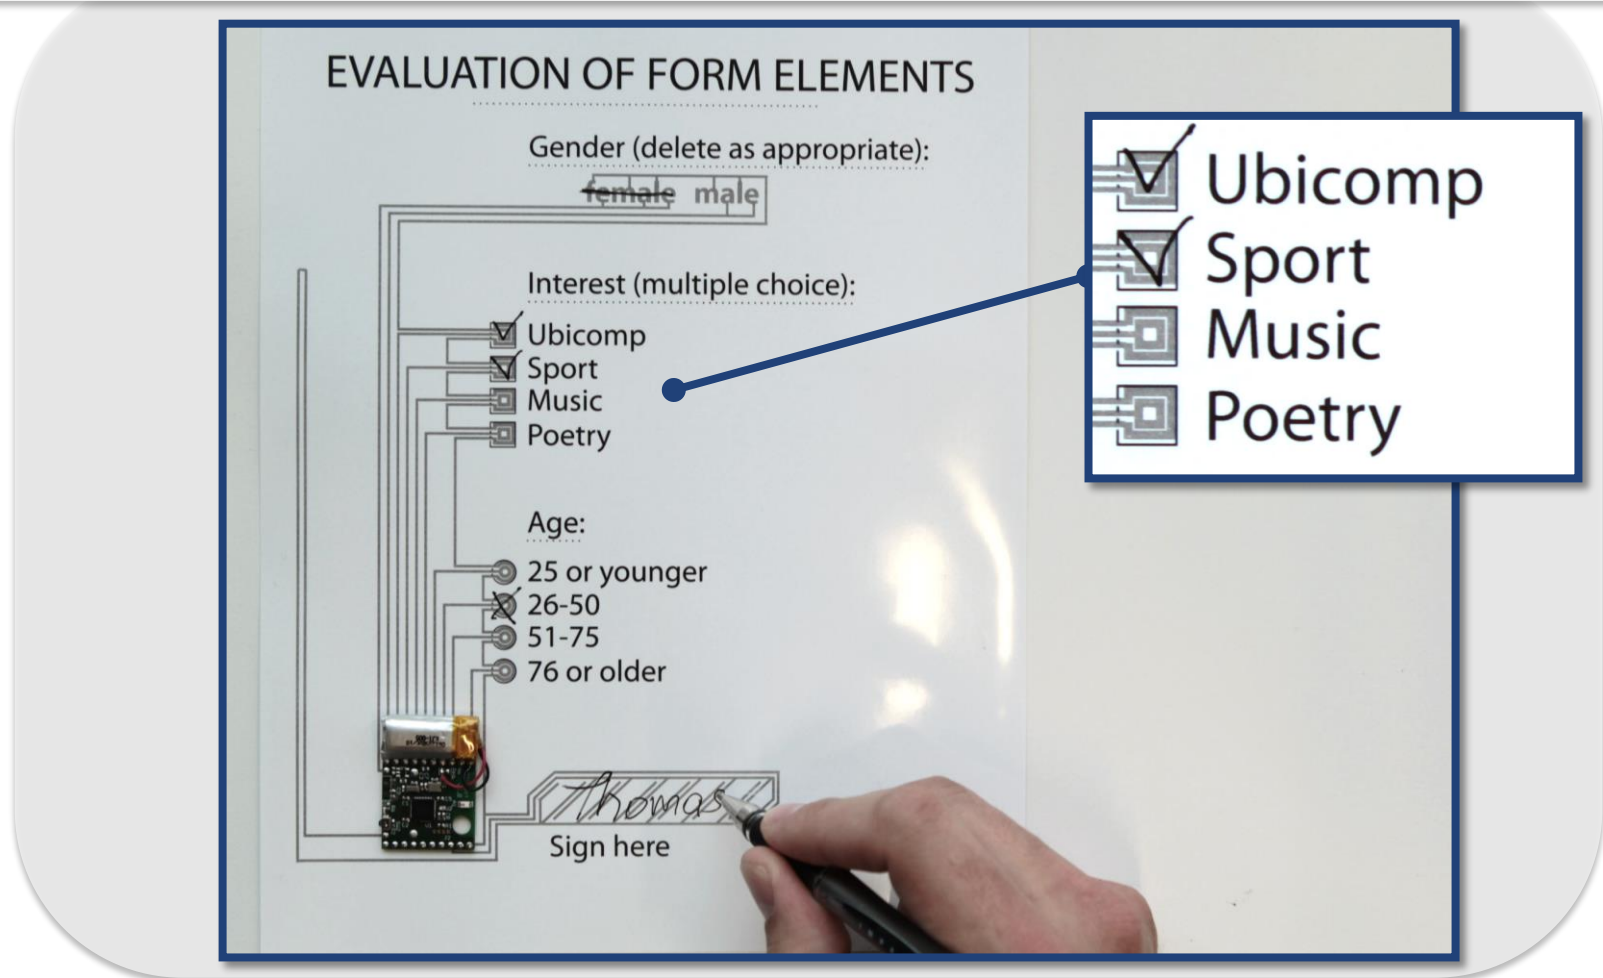 EVALUATION OF FORM ELEMENTS
Gender (delete as appropriate):
female male
Interest (multiple choice):
Ubicomp
Sport
Music
Poetry
Age:
25 or younger
26-50
51-75
76 or older
Thomas
Sign here
Ubicomp
Sport
Music
Poetry